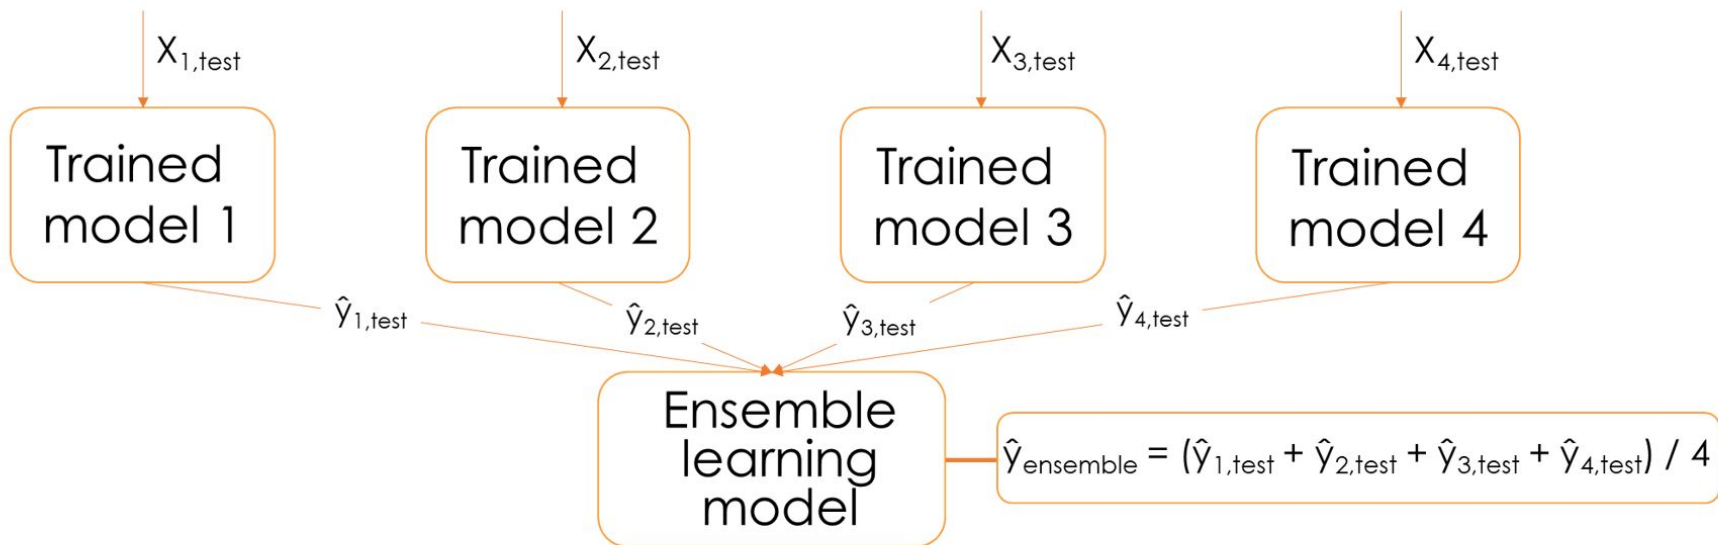 X1,test
X2,test
X3,test
X4,test
Trained
model 1
Trained
model 2
Trained
model 3
Trained
model 4
ŷ1,test
ŷ2,test
ŷ3,test
ŷ4,test
Ensemble
learning
model
ŷensemble = (ŷ1,test + ŷ2,test + ŷ3,test + ŷ4,test) / 4